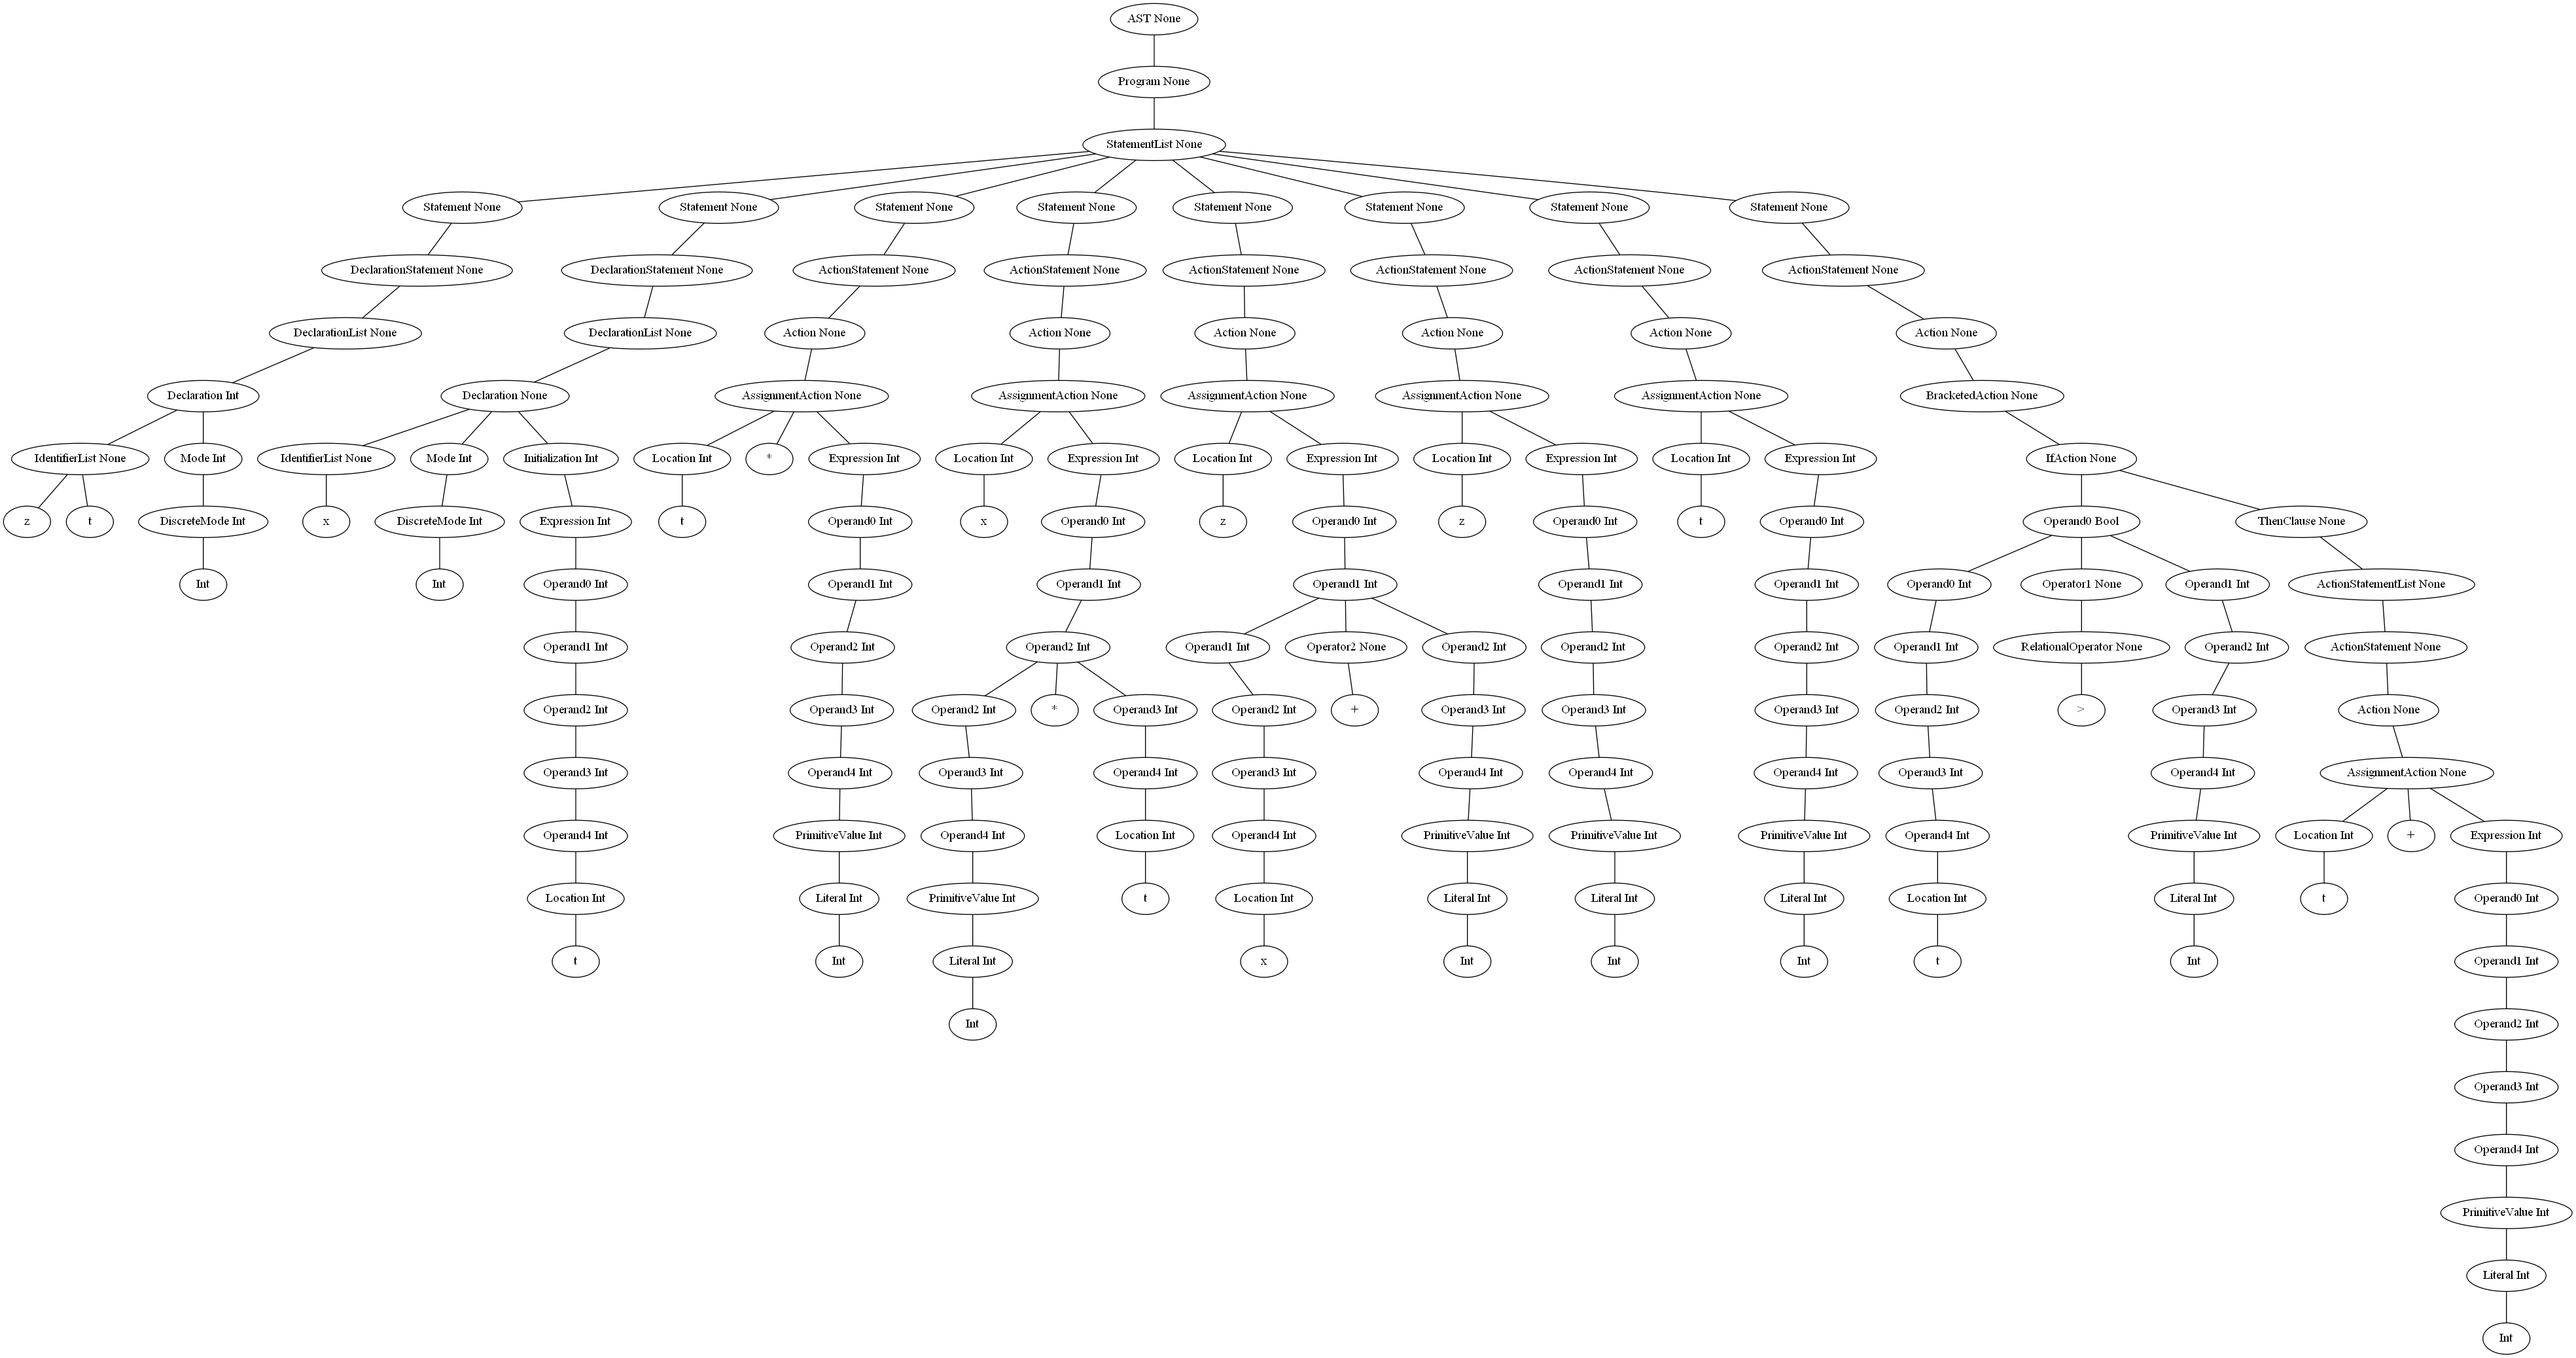 AST None
Program None
StatementList None
Statement None Statement None Statement None Statement None Statement None Statement None Statement None Statement None
DeclarationStatement None DeclarationStatement None ActionStatement None ActionStatement None ActionStatement None ActionStatement None ActionStatement None ActionStatement None
DeclarationList None DeclarationList None Action None Action None Action None Action None Action None Action None
Declaration Int Declaration None AssignmentAction None AssignmentAction None AssignmentAction None AssignmentAction None AssignmentAction None BracketedAction None
IdentifierList None Mode Int IdentifierList None Mode Int Initialization Int Location Int * Expression Int Location Int Expression Int Location Int Expression Int Location Int Expression Int Location Int Expression Int IfAction None
z t DiscreteMode Int x DiscreteMode Int Expression Int t Operand0 Int x Operand0 Int z Operand0 Int z Operand0 Int t Operand0 Int Operand0 Bool ThenClause None
Int Int Operand0 Int Operand1 Int Operand1 Int Operand1 Int Operand1 Int Operand1 Int Operand0 Int Operator1 None Operand1 Int ActionStatementList None
Operand1 Int Operand2 Int Operand2 Int Operand1 Int Operator2 None Operand2 Int Operand2 Int Operand2 Int Operand1 Int RelationalOperator None Operand2 Int ActionStatement None
Operand2 Int Operand3 Int Operand2 Int * Operand3 Int Operand2 Int + Operand3 Int Operand3 Int Operand3 Int Operand2 Int > Operand3 Int Action None
Operand3 Int Operand4 Int Operand3 Int Operand4 Int Operand3 Int Operand4 Int Operand4 Int Operand4 Int Operand3 Int Operand4 Int AssignmentAction None
Operand4 Int PrimitiveValue Int Operand4 Int Location Int Operand4 Int PrimitiveValue Int PrimitiveValue Int PrimitiveValue Int Operand4 Int PrimitiveValue Int Location Int + Expression Int
Location Int Literal Int PrimitiveValue Int t Location Int Literal Int Literal Int Literal Int Location Int Literal Int t Operand0 Int
t Int Literal Int x Int Int Int t Int Operand1 Int
Int Operand2 Int
Operand3 Int
Operand4 Int
PrimitiveValue Int
Literal Int
Int